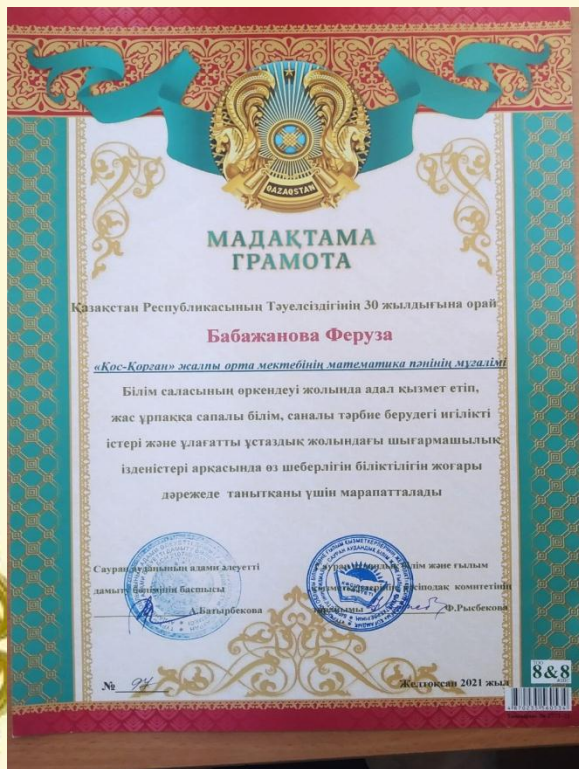 QAZAQSTAN
МАДАҚТАМА
ГРАМОТА
Қазақстан Республикасының Тәуелсіздігінің 30 жылдығына орай
Бабажанова Феруза
«Қос-Қорған» жалпы орта мектебінің математика пәнінің мұғалімі
Білім саласының өркендеуі жолында адал қызмет етіп,
жас ұрпаққа сапалы білім, саналы тәрбие берудегі игілікті
істері және ұлағатты ұстаздық жолындағы шығармашылық
ізденістері арқасында өз шеберлігін біліктілігін жоғары
дәрежеде танытқаны үшін марапатталады
Сауран ауданының адами әлеуетті
дамыту бөлімінің басшысы
А.Батырбекова
білім және ғылым
кәсіподақ комитетінің
Ф.Рысбекова
№ 97
Желтоқсан 2021 жыл
8&8